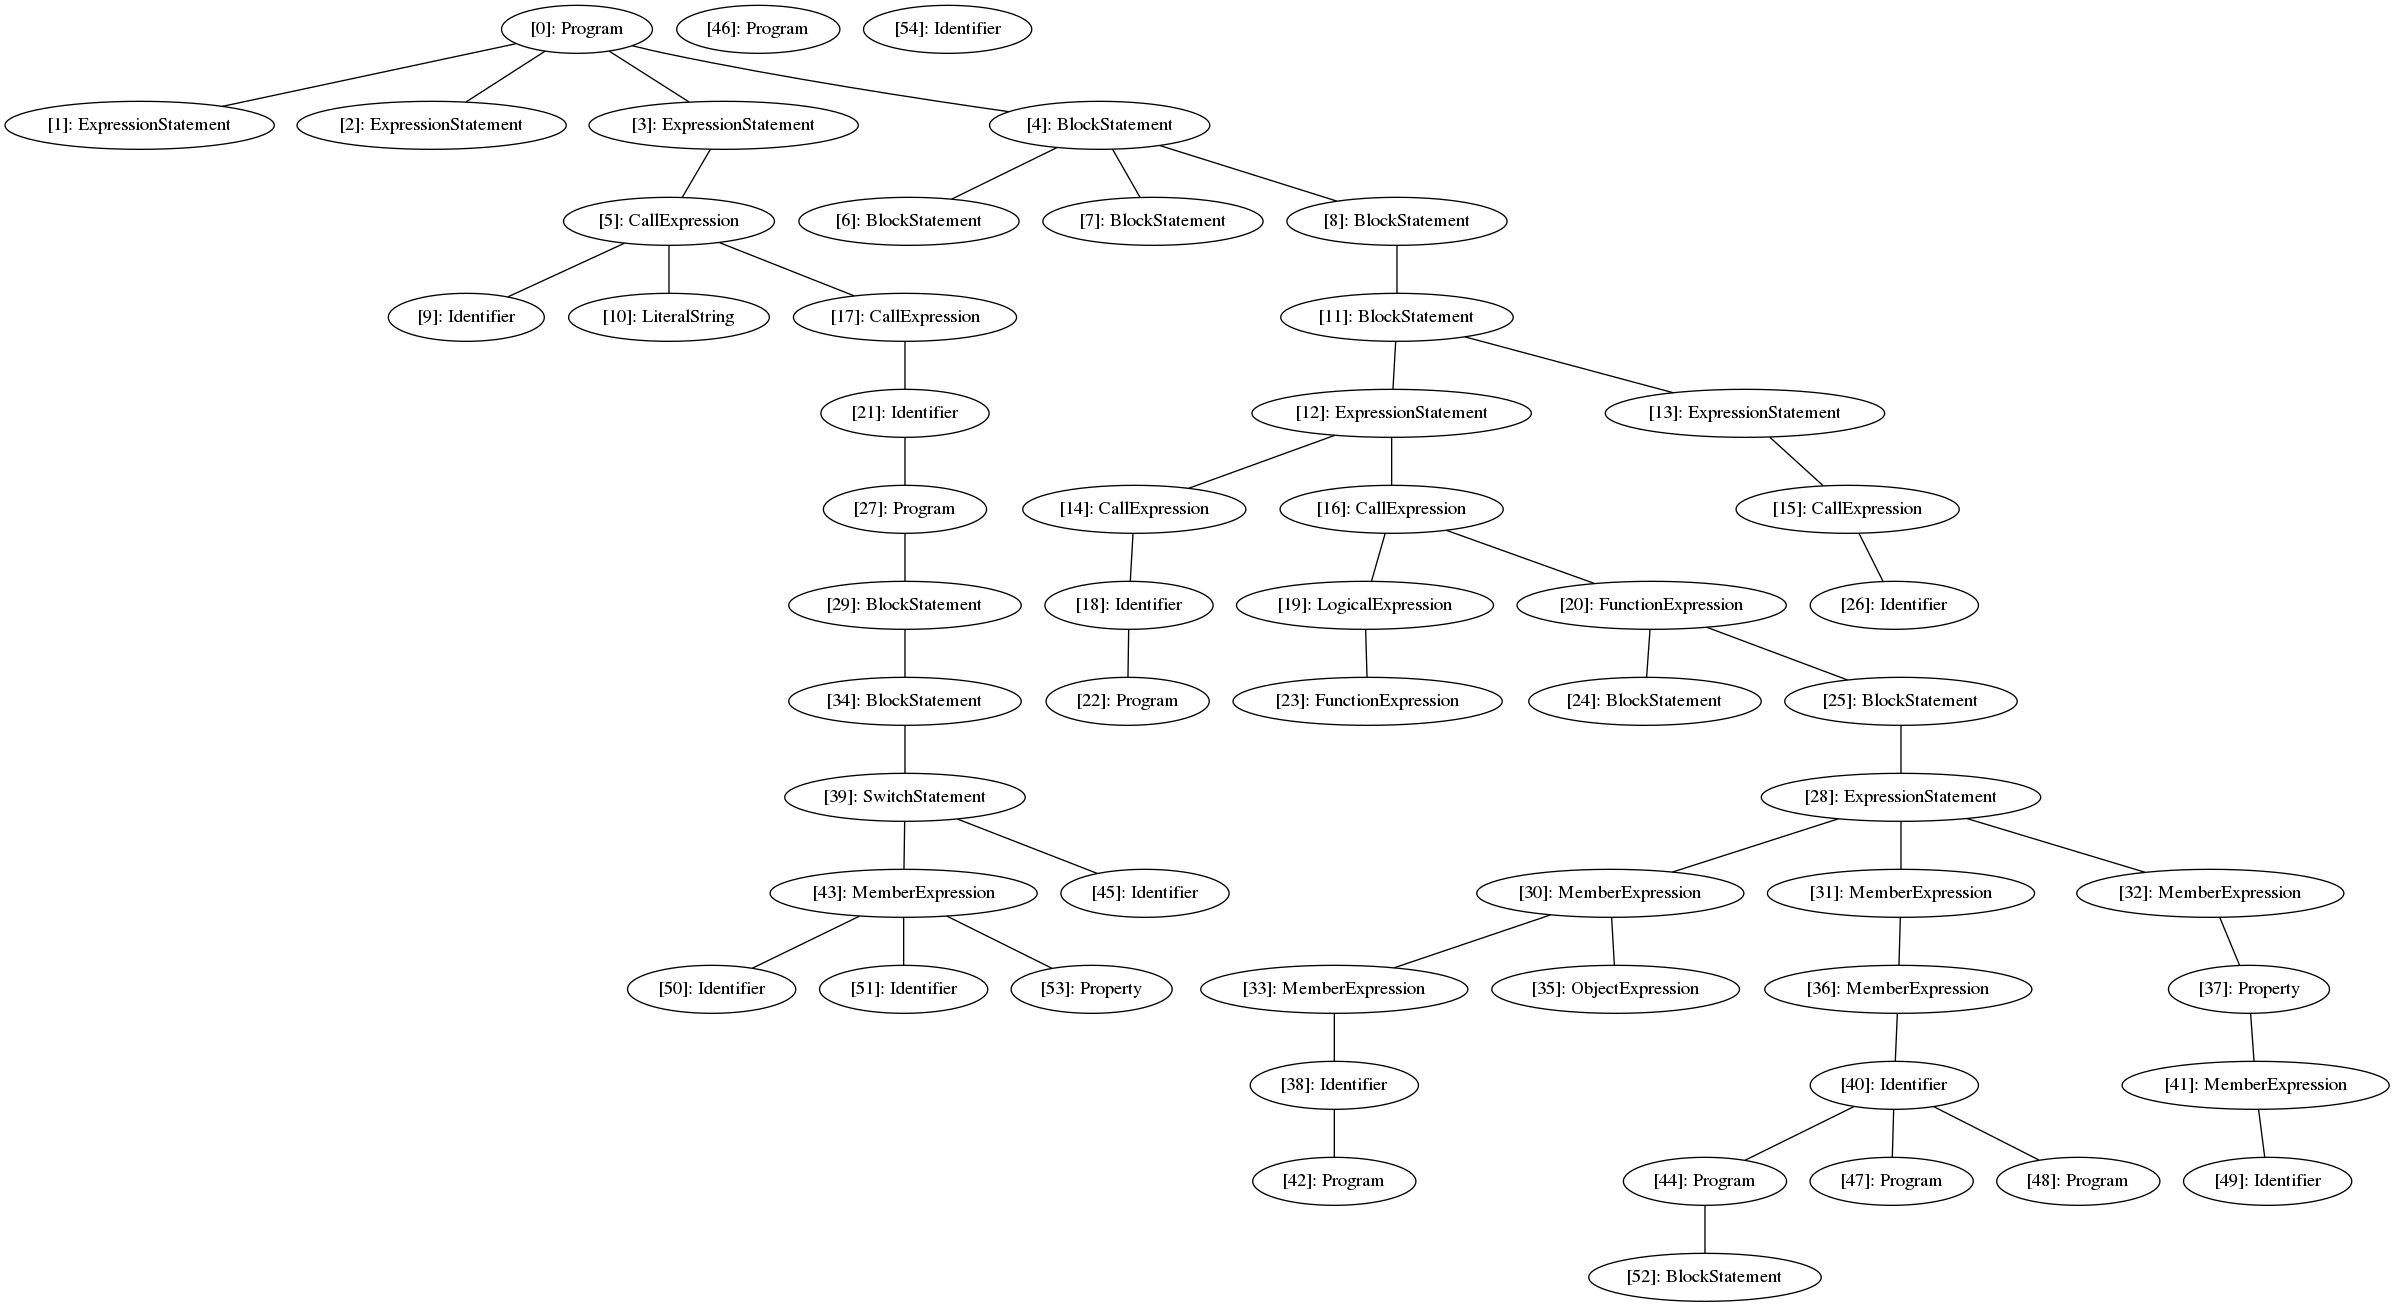 [0]: Program
[46]: Program
[54]: Identifier
[1]: ExpressionStatement
[2]: ExpressionStatement
[3]: ExpressionStatement
[4]: BlockStatement
[5]: CallExpression
[6]: BlockStatement
[7]: BlockStatement
[8]: BlockStatement
[9]: Identifier
[10]: LiteralString
[17]: CallExpression
[11]: BlockStatement
[21]: Identifier
[12]: ExpressionStatement
[13]: ExpressionStatement
[27]: Program
[14]: CallExpression
[16]: CallExpression
[15]: CallExpression
[29]: BlockStatement
[18]: Identifier
[19]: LogicalExpression
[20]: FunctionExpression
[26]: Identifier
[34]: BlockStatement
[22]: Program
[23]: FunctionExpression
[24]: BlockStatement
[25]: BlockStatement
[39]: SwitchStatement
[28]: ExpressionStatement
[43]: MemberExpression
[45]: Identifier
[30]: MemberExpression
[31]: MemberExpression
[32]: MemberExpression
[50]: Identifier
[51]: Identifier
[53]: Property
[33]: MemberExpression
[35]: ObjectExpression
[36]: MemberExpression
[37]: Property
[38]: Identifier
[40]: Identifier
[41]: MemberExpression
[42]: Program
[44]: Program
[47]: Program
[48]: Program
[49]: Identifier
[52]: BlockStatement